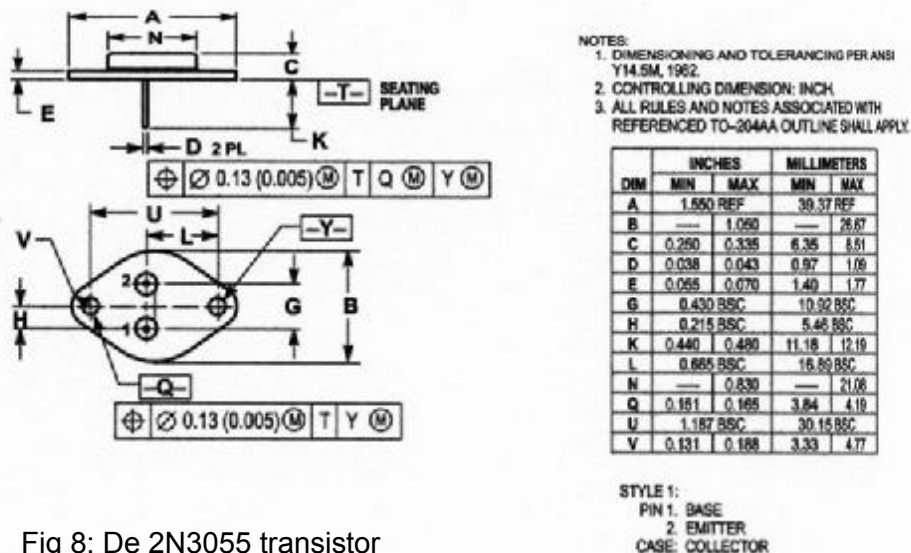 A
N
C
E
-T-
SEATING
PLANE
K
D 2 PL
⌖ Ø 0.13 (0.005) Ⓜ T Q Ⓜ Y Ⓜ
U
L
-Y-
V
2
1
H
G
B
-Q-
⌖ Ø 0.13 (0.005) Ⓜ T Y Ⓜ
Fig 8: De 2N3055 transistor
NOTES:
1. DIMENSIONING AND TOLERANCING PER ANSI
Y14.5M, 1982.
2. CONTROLLING DIMENSION: INCH.
3. ALL RULES AND NOTES ASSOCIATED WITH
REFERENCED TO-204AA OUTLINE SHALL APPLY.
INCHES MILLIMETERS
DIM MIN MAX MIN MAX
A 1.550 REF 39.37 REF
B ---- 1.050 ---- 26.67
C 0.250 0.335 6.35 8.51
D 0.038 0.043 0.97 1.09
E 0.055 0.070 1.40 1.77
G 0.430 BSC 10.92 BSC
H 0.215 BSC 5.46 BSC
K 0.440 0.480 11.18 12.19
L 0.665 BSC 16.89 BSC
N ---- 0.830 ---- 21.08
Q 0.151 0.165 3.84 4.19
U 1.187 BSC 30.15 BSC
V 0.131 0.188 3.33 4.77
STYLE 1:
PIN 1. BASE
2. EMITTER
CASE: COLLECTOR